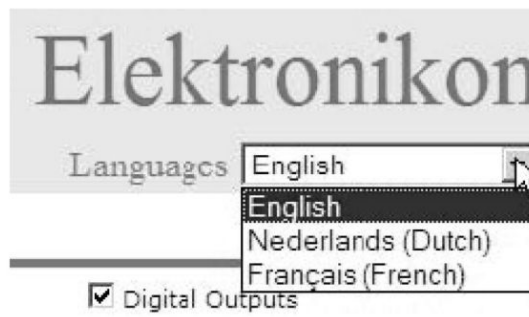 Elektronikon
Languages English
English
Nederlands (Dutch)
Français (French)
Digital Outputs